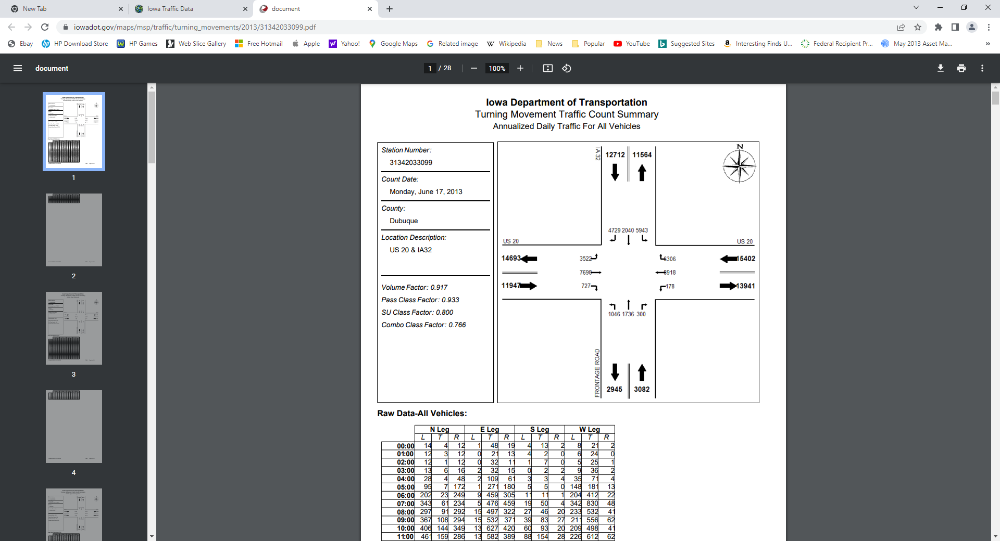 New Tab
Iowa Traffic Data
document
iowadot.gov/maps/msp/traffic/turning_movements/2013/31342033099.pdf
Ebay HP Download Store HP Games Web Slice Gallery Free Hotmail Apple Yahoo! Google Maps Related image Wikipedia News Popular YouTube Suggested Sites Interesting Finds U... Federal Recipient Pr... May 2013 Asset Ma... »
document
1 / 28
100%
1
2
3
4
Iowa Department of Transportation
Turning Movement Traffic Count Summary
Annualized Daily Traffic For All Vehicles
Station Number:
31342033099
Count Date:
Monday, June 17, 2013
County:
Dubuque
Location Description:
US 20 & IA32
Volume Factor: 0.917
Pass Class Factor: 0.933
SU Class Factor: 0.800
Combo Class Factor: 0.766
N
IA 32
12712 11564
4729 2040 5943
US 20
US 20
14693
3522
6306
15402
7698
8918
11947
727
178
13941
1046 1736 300
FRONTAGE ROAD
2945 3082
Raw Data-All Vehicles:
N Leg E Leg S Leg W Leg
L T R L T R L T R L T R
00:00 14 4 12 1 48 19 4 13 2 8 21 2
01:00 12 3 12 0 21 13 4 2 0 6 24 0
02:00 12 1 12 0 32 11 1 7 0 5 25 1
03:00 13 6 16 2 32 15 0 2 2 9 36 2
04:00 28 4 48 2 109 61 3 3 4 35 71 4
05:00 95 7 172 1 271 180 5 5 0 148 181 13
06:00 202 23 249 9 459 305 11 11 1 204 412 22
07:00 343 61 234 5 476 459 19 50 4 342 830 48
08:00 297 91 292 15 497 322 27 46 20 233 532 41
09:00 367 108 294 15 532 371 39 83 27 211 556 62
10:00 406 144 349 13 627 420 60 93 20 209 498 41
11:00 461 159 286 13 582 389 88 154 28 226 612 62